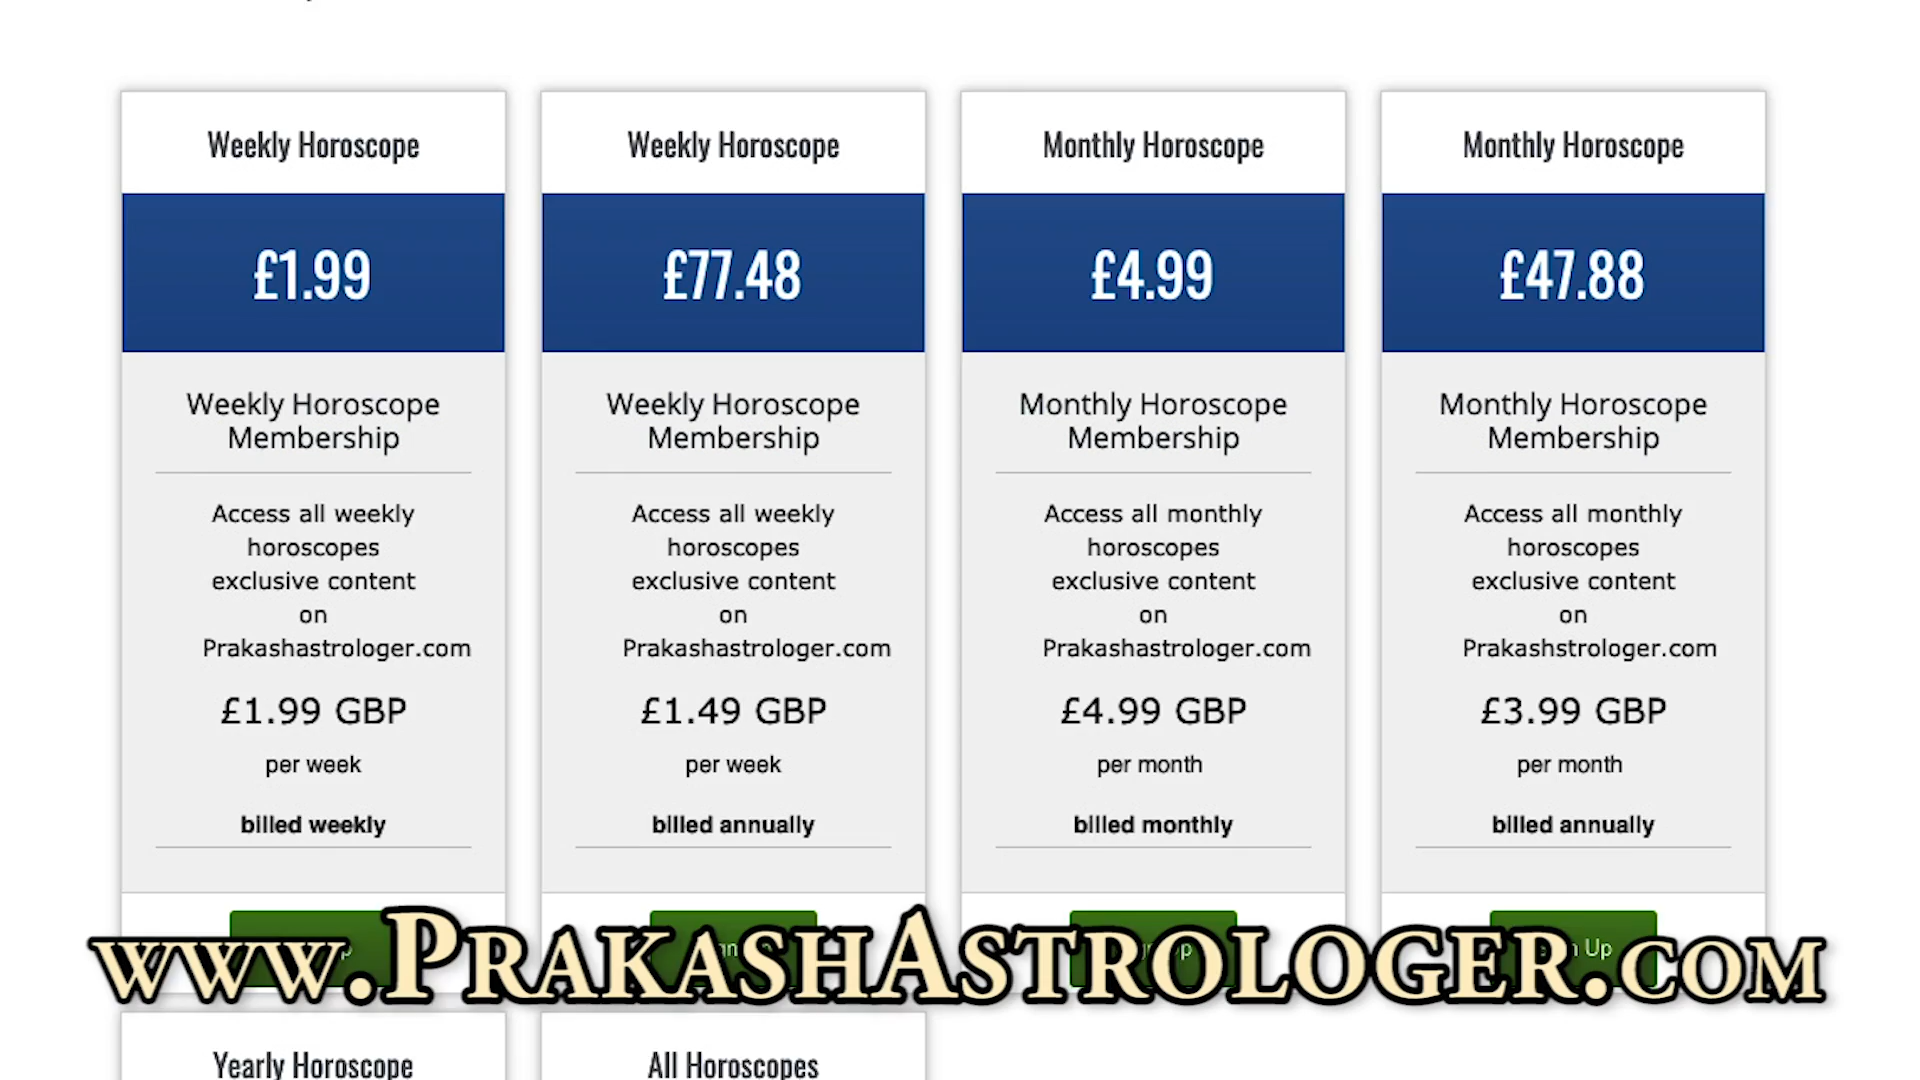 Weekly Horoscope
£1.99
Weekly Horoscope
Membership
Access all weekly
horoscopes
exclusive content
on
Prakashastrologer.com
£1.99 GBP
per week
billed weekly
Weekly Horoscope
£77.48
Weekly Horoscope
Membership
Access all weekly
horoscopes
exclusive content
on
Prakashastrologer.com
£1.49 GBP
per week
billed annually
Monthly Horoscope
£4.99
Monthly Horoscope
Membership
Access all monthly
horoscopes
exclusive content
on
Prakashastrologer.com
£4.99 GBP
per month
billed monthly
Monthly Horoscope
£47.88
Monthly Horoscope
Membership
Access all monthly
horoscopes
exclusive content
on
Prakashstrologer.com
£3.99 GBP
per month
billed annually
Up
www.PrakashAstrologer.com
Yearly Horoscope
All Horoscopes